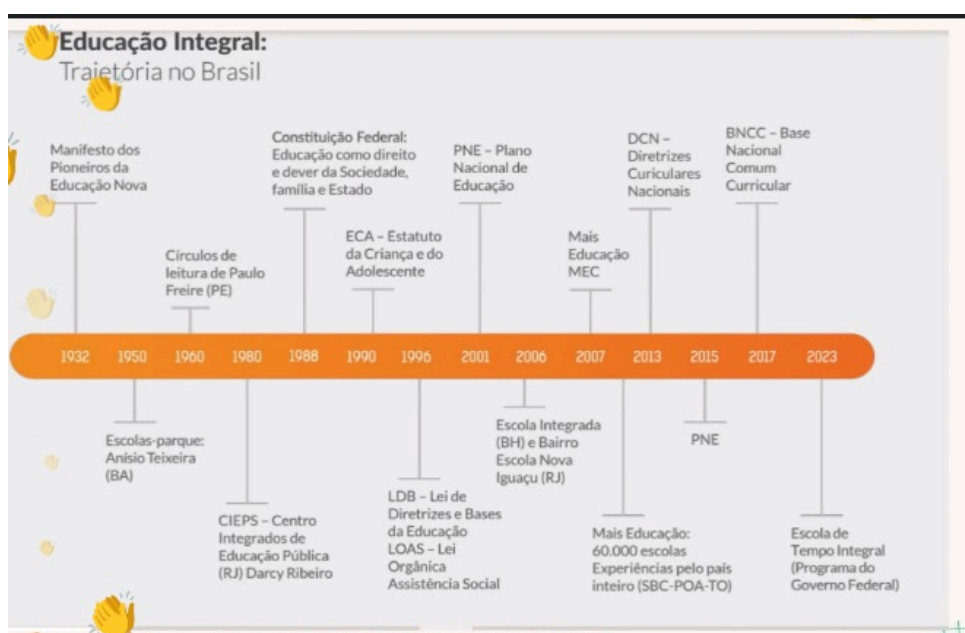 Educação Integral:
Trajetória no Brasil
Manifesto dos
Pioneiros da
Educação Nova
Círculos de
leitura de Paulo
Freire (PE)
Constituição Federal:
Educação como direito
e dever da Sociedade,
família e Estado
ECA – Estatuto
da Criança e do
Adolescente
PNE – Plano
Nacional de
Educação
Mais
Educação
MEC
DCN –
Diretrizes
Curiculares
Nacionais
BNCC – Base
Nacional
Comum
Curricular
1932 1950 1960 1980 1988 1990 1996 2001 2006 2007 2013 2015 2017 2023
Escolas-parque:
Anísio Teixeira
(BA)
CIEPS – Centro
Integrados de
Educação Pública
(RJ) Darcy Ribeiro
LDB – Lei de
Diretrizes e Bases
da Educação
LOAS – Lei
Orgânica
Assistência Social
Escola Integrada
(BH) e Bairro
Escola Nova
Iguaçu (RJ)
Mais Educação:
60.000 escolas
Experiências pelo país
inteiro (SBC-POA-TO)
PNE
Escola de
Tempo Integral
(Programa do
Governo Federal)